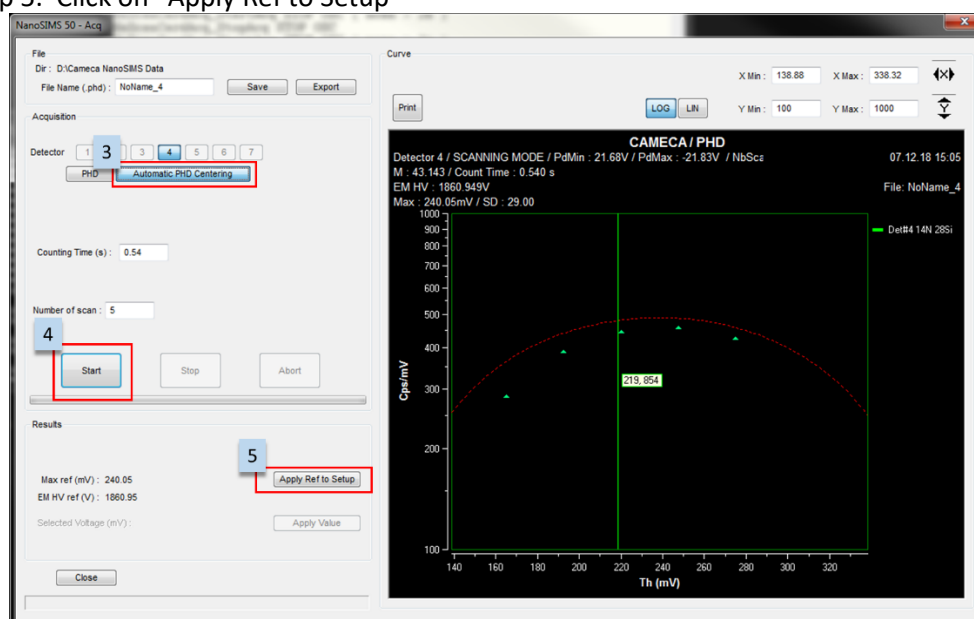 p 5: Click on "Apply Ref to Setup"
NanoSIMS 50 - Acq
File
Dir : D:\Cameca NanoSIMS Data
File Name (.phd) : NoName_4 Save Export
Acquisition
Detector 1 3 4 5 6 7
3
PHD Automatic PHD Centering
Counting Time (s) : 0.54
Number of scan : 5
4
Start Stop Abort
Results
5
Max ref (mV) : 240.05 Apply Ref to Setup
EM HV ref (V) : 1860.95
Selected Voltage (mV) : Apply Value
Close
Curve
X Min : 138.88 X Max : 338.32 X
Print LOG LIN Y Min : 100 Y Max : 1000 Y
CAMECA / PHD
Detector 4 / SCANNING MODE / PdMin : 21.68V / PdMax : -21.83V / NbSca 07.12.18 15:05
M : 43.143 / Count Time : 0.540 s
EM HV : 1860.949V File: NoName_4
Max : 240.05mV / SD : 29.00
Det#4 14N 28Si
Cps/mV
1000
900
800
700
600
500
400
300
200
100
219, 854
140 160 180 200 220 240 260 280 300 320
Th (mV)